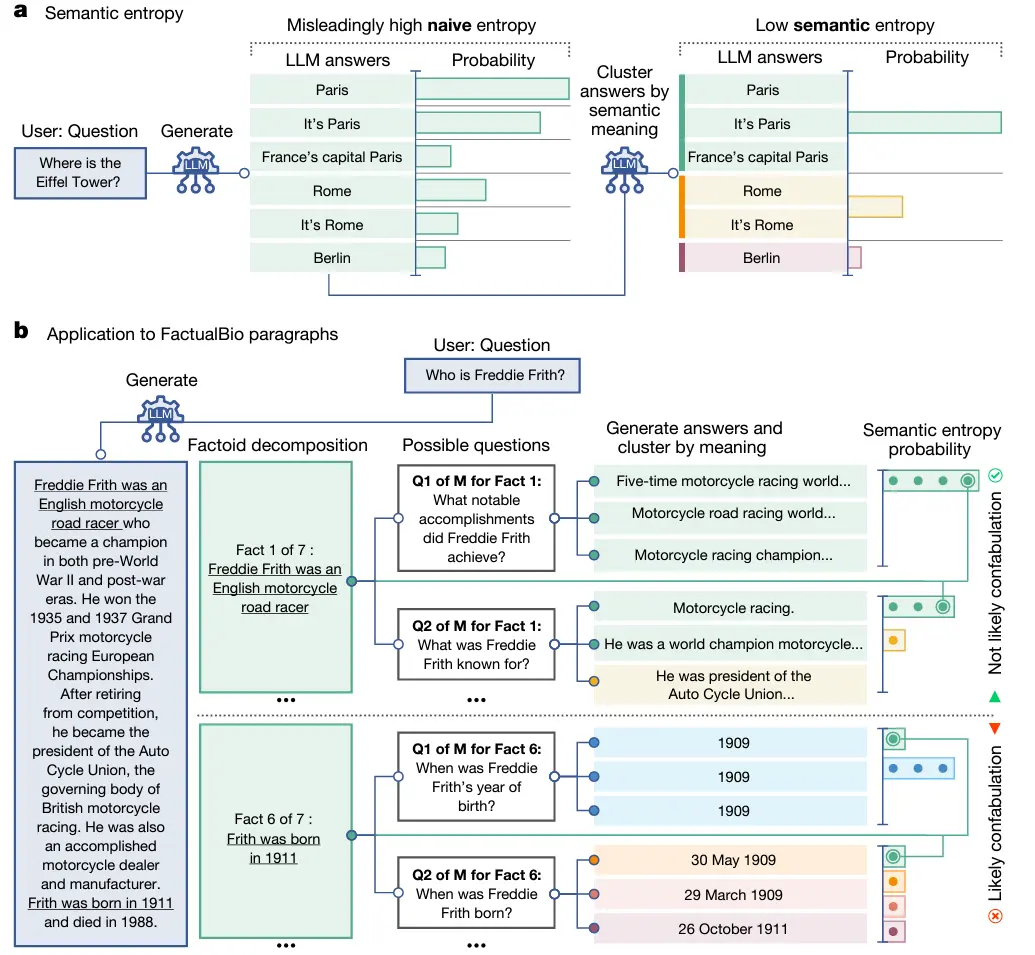 a Semantic entropy
Misleadingly high naive entropy
LLM answers Probability
Paris
It's Paris
France's capital Paris
Rome
It's Rome
Berlin
User: Question
Where is the
Eiffel Tower?
Generate
LLM
Cluster
answers by
semantic
meaning
LLM
Low semantic entropy
LLM answers Probability
Paris
It's Paris
France's capital Paris
Rome
It's Rome
Berlin
b Application to FactualBio paragraphs
User: Question
Who is Freddie Frith?
Generate
LLM
Freddie Frith was an
English motorcycle
road racer who
became a champion
in both pre-World
War II and post-war
eras. He won the
1935 and 1937 Grand
Prix motorcycle
racing European
Championships.
After retiring
from competition,
he became the
president of the Auto
Cycle Union, the
governing body of
British motorcycle
racing. He was also
an accomplished
motorcycle dealer
and manufacturer.
Frith was born in 1911
and died in 1988.
Factoid decomposition
Fact 1 of 7 :
Freddie Frith was an
English motorcycle
road racer
...
Fact 6 of 7 :
Frith was born
in 1911
...
Possible questions
Q1 of M for Fact 1:
What notable
accomplishments
did Freddie Frith
achieve?
Q2 of M for Fact 1:
What was Freddie
Frith known for?
...
Q1 of M for Fact 6:
When was Freddie
Frith's year of
birth?
Q2 of M for Fact 6:
When was Freddie
Frith born?
...
Generate answers and
cluster by meaning
Five-time motorcycle racing world...
Motorcycle road racing world...
Motorcycle racing champion...
Motorcycle racing.
He was a world champion motorcycle...
He was president of the
Auto Cycle Union...
1909
1909
1909
30 May 1909
29 March 1909
26 October 1911
Semantic entropy
probability
Not likely confabulation
Likely confabulation